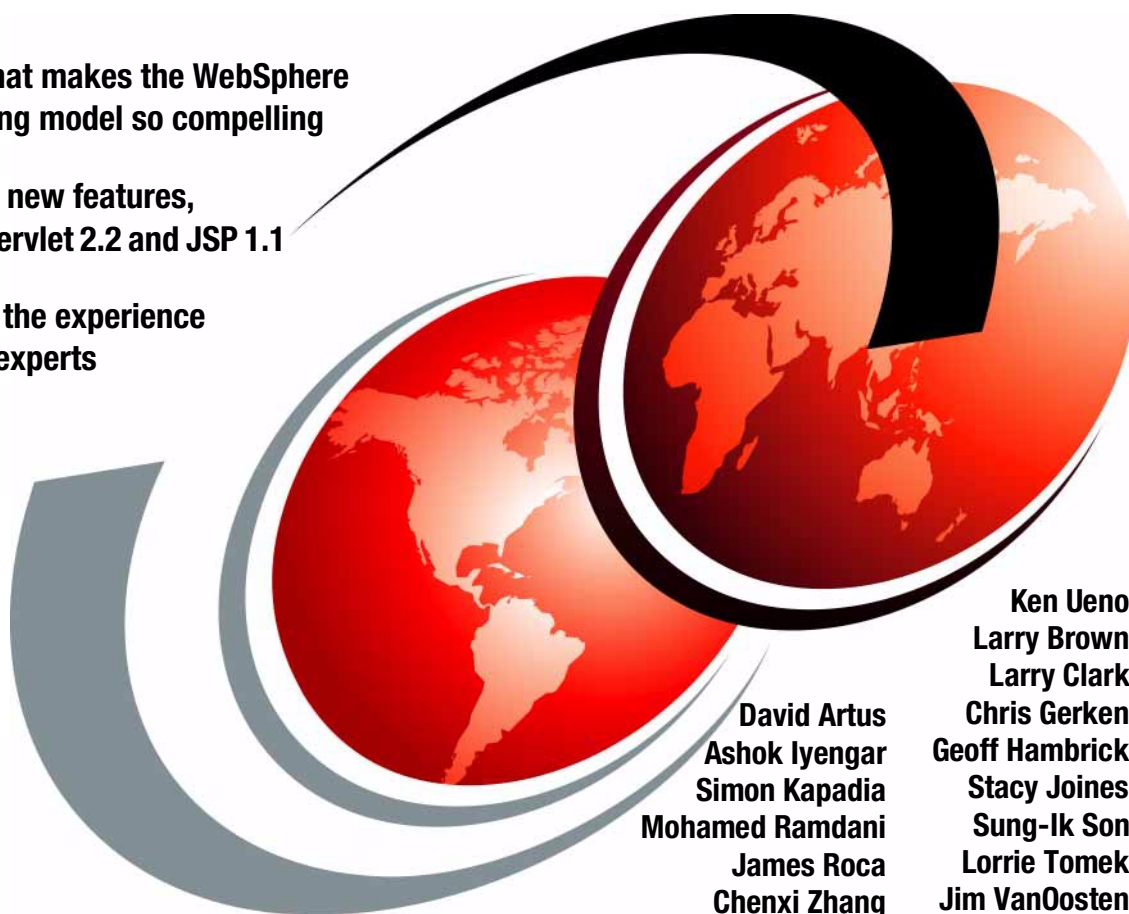 hat makes the WebSphere
ng model so compelling
new features,
ervlet 2.2 and JSP 1.1
the experience
experts
David Artus
Ashok Iyengar
Simon Kapadia
Mohamed Ramdani
James Roca
Chenxi Zhang
Ken Ueno
Larry Brown
Larry Clark
Chris Gerken
Geoff Hambrick
Stacy Joines
Sung-Ik Son
Lorrie Tomek
Jim VanOosten